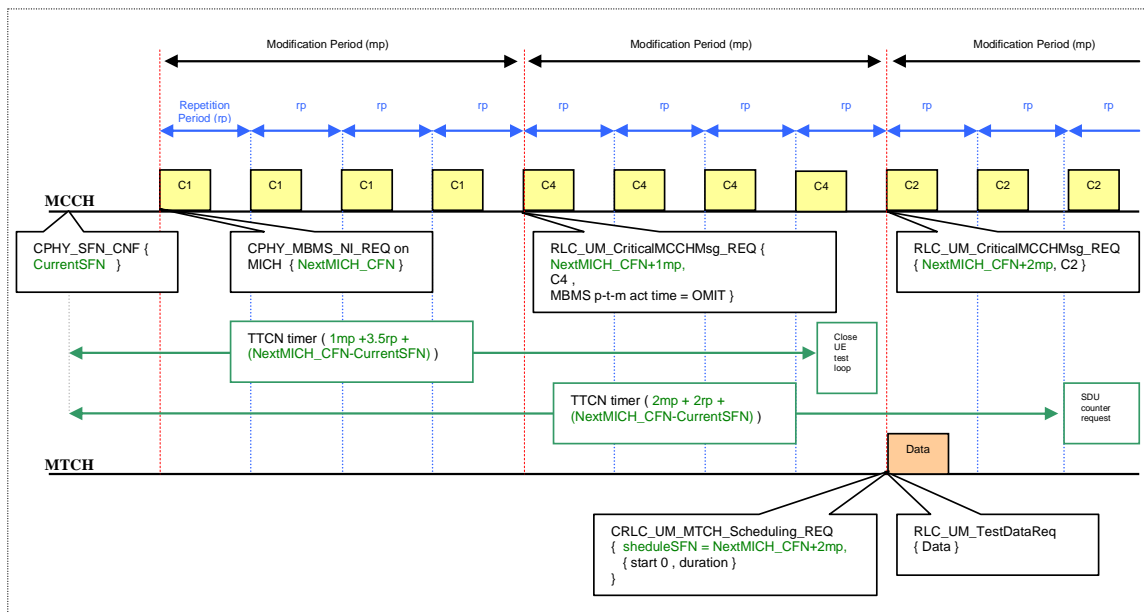 Modification Period (mp)
Modification Period (mp)
Modification Period (mp)
Repetition
Period (rp)
rp
rp
rp
rp
rp
rp
rp
rp
rp
rp
C1
C1
C1
C1
C4
C4
C4
C4
C2
C2
C2
MCCH
CPHY_SFN_CNF {
CurrentSFN }
CPHY_MBMS_NI_REQ on
MICH { NextMICH_CFN }
RLC_UM_CriticalMCCHMsg_REQ {
NextMICH_CFN+1mp,
C4 ,
MBMS p-t-m act time = OMIT }
RLC_UM_CriticalMCCHMsg_REQ
{ NextMICH_CFN+2mp, C2 }
TTCN timer ( 1mp +3.5rp +
(NextMICH_CFN-CurrentSFN) )
Close
UE
test
loop
TTCN timer ( 2mp + 2rp +
(NextMICH_CFN-CurrentSFN) )
SDU
counter
request
Data
MTCH
CRLC_UM_MTCH_Scheduling_REQ
{ sheduleSFN = NextMICH_CFN+2mp,
{ start 0 , duration }
}
RLC_UM_TestDataReq
{ Data }